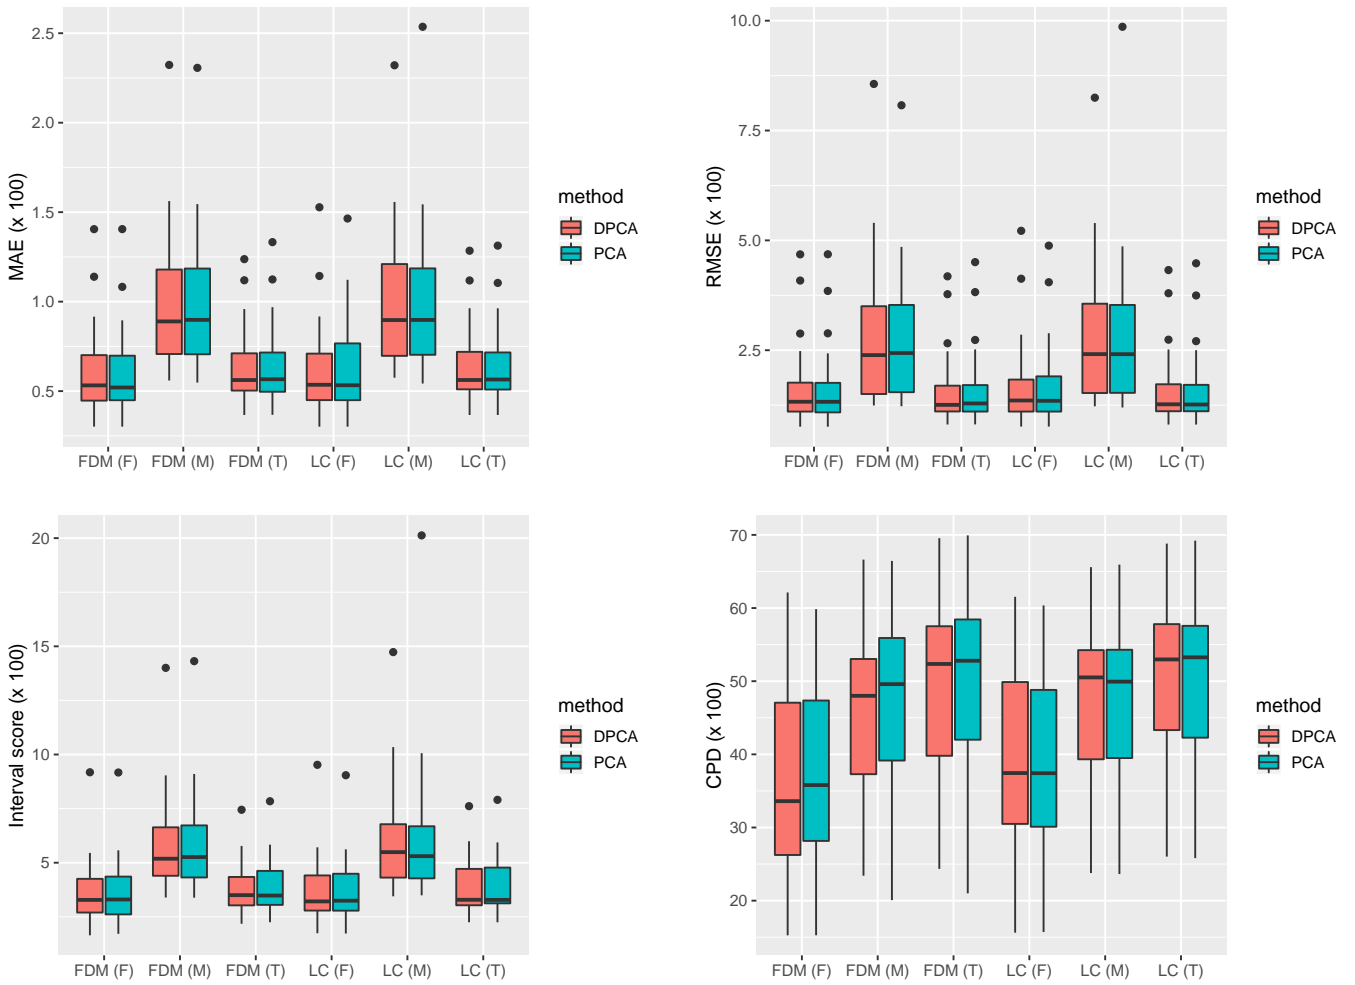 MAE (x 100)
2.5
2.0
1.5
1.0
0.5
FDM (F) FDM (M) FDM (T) LC (F) LC (M) LC (T)
method
DPCA
PCA
RMSE (x 100)
10.0
7.5
5.0
2.5
FDM (F) FDM (M) FDM (T) LC (F) LC (M) LC (T)
method
DPCA
PCA
Interval score (x 100)
20
15
10
5
FDM (F) FDM (M) FDM (T) LC (F) LC (M) LC (T)
method
DPCA
PCA
CPD (x 100)
70
60
50
40
30
20
FDM (F) FDM (M) FDM (T) LC (F) LC (M) LC (T)
method
DPCA
PCA